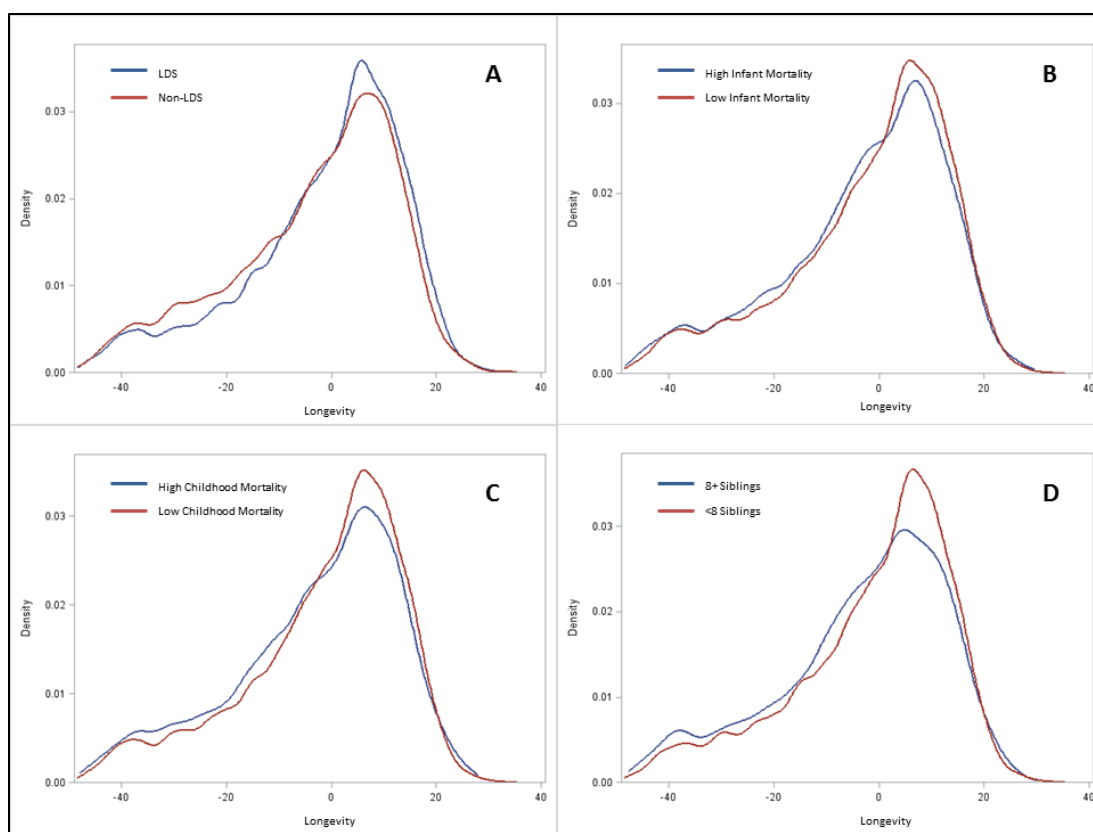 A
LDS
Non-LDS
0.03
0.02
0.01
0.00
Density
-40
-20
0
20
40
Longevity
B
High Infant Mortality
Low Infant Mortality
0.03
0.02
0.01
0.00
Density
-40
-20
0
20
40
Longevity
C
High Childhood Mortality
Low Childhood Mortality
0.03
0.02
0.01
0.00
Density
-40
-20
0
20
40
Longevity
D
8+ Siblings
<8 Siblings
0.03
0.02
0.01
0.00
Density
-40
-20
0
20
40
Longevity